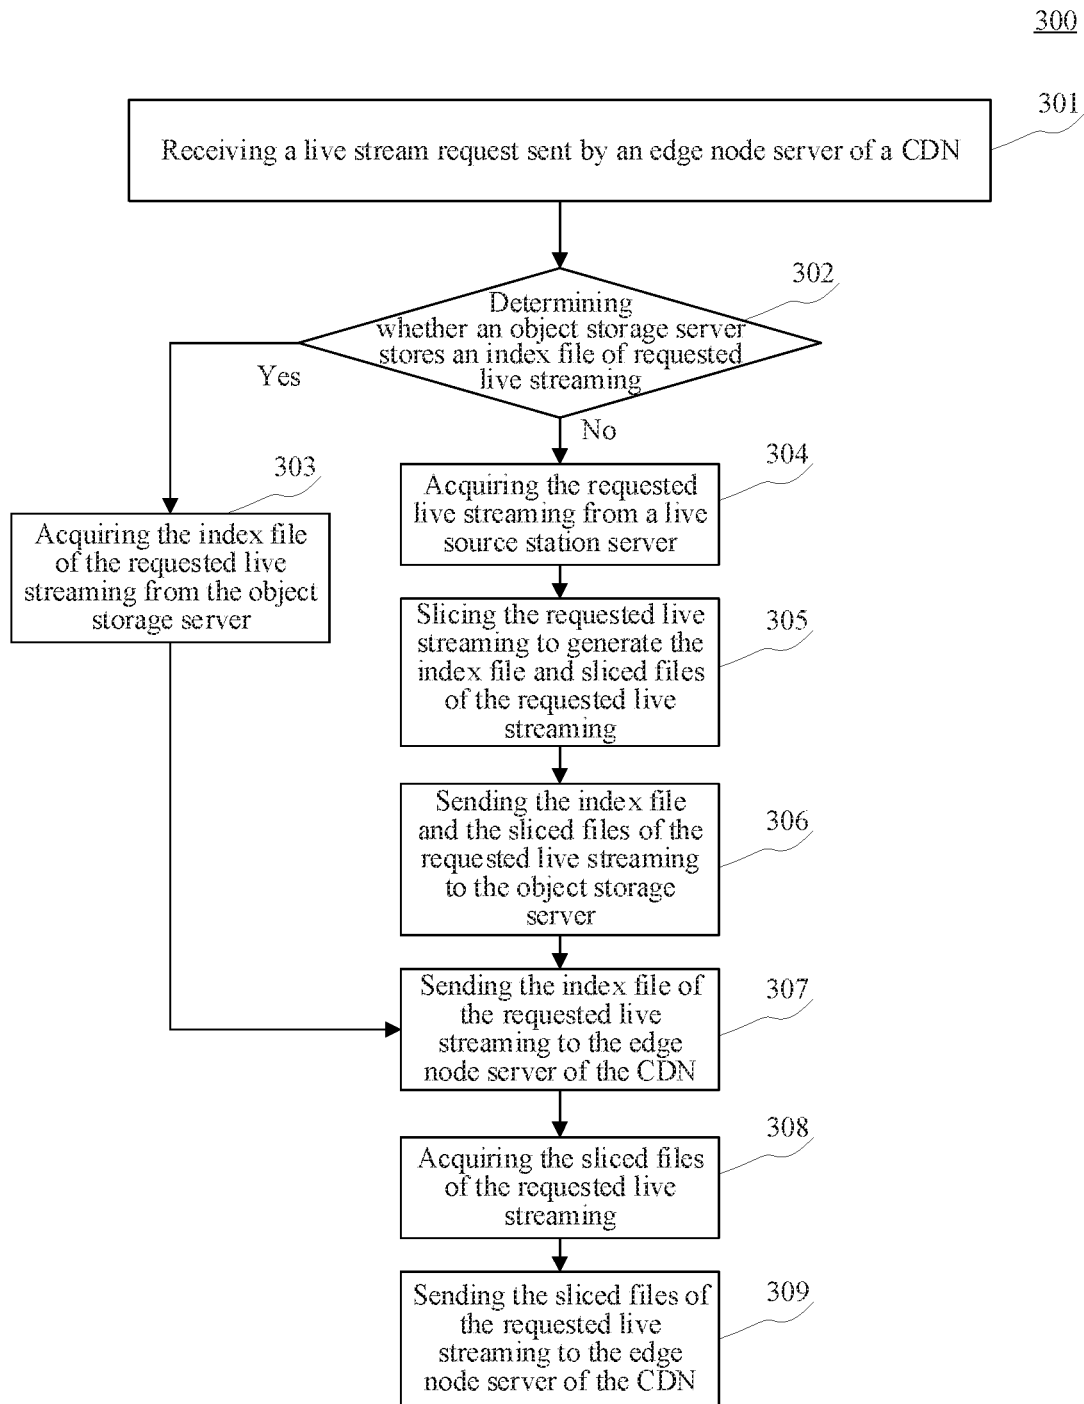 300
301
Receiving a live stream request sent by an edge node server of a CDN
302
Determining
whether an object storage server
stores an index file of requested
live streaming
Yes
No
303
Acquiring the index file
of the requested live
streaming from the object
storage server
304
Acquiring the requested
live streaming from a live
source station server
305
Slicing the requested live
streaming to generate the
index file and sliced files
of the requested live
streaming
306
Sending the index file
and the sliced files of the
requested live streaming
to the object storage
server
307
Sending the index file of
the requested live
streaming to the edge
node server of the CDN
308
Acquiring the sliced files
of the requested live
streaming
309
Sending the sliced files of
the requested live
streaming to the edge
node server of the CDN